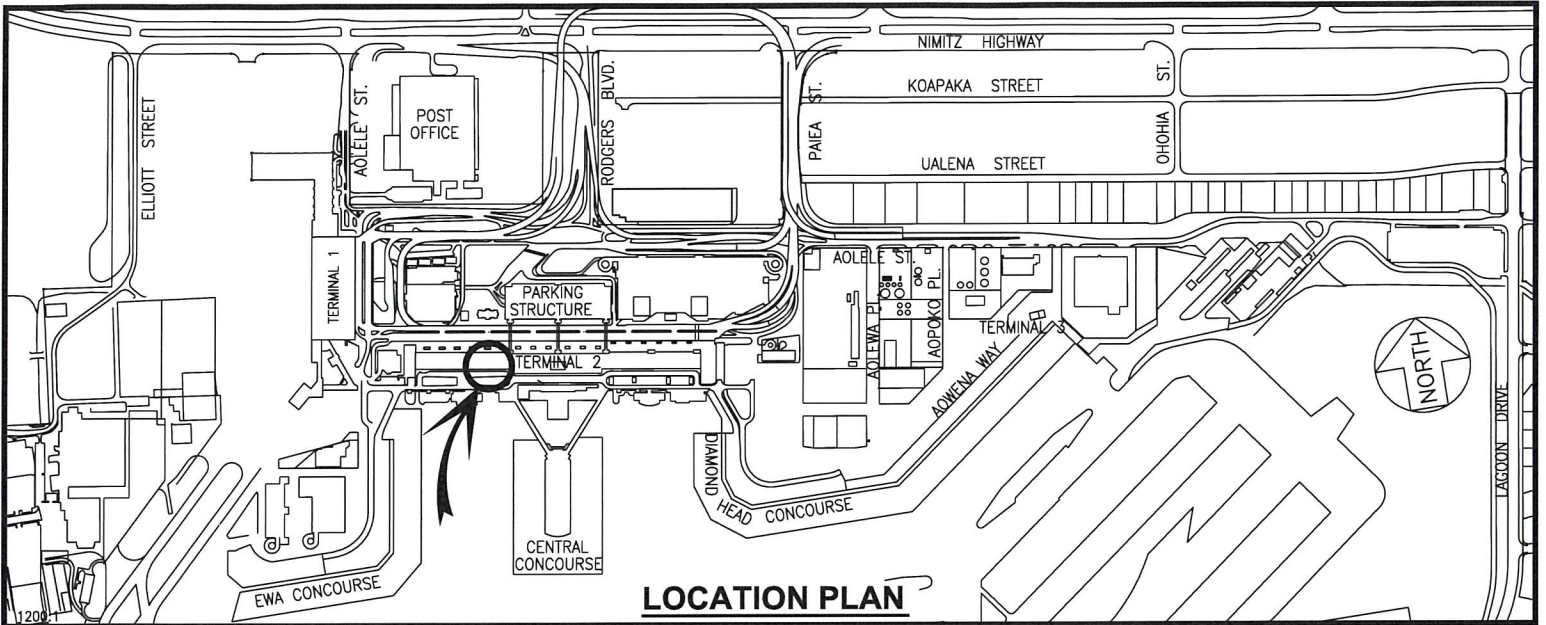 NIMITZ HIGHWAY
KOAPAKA STREET
UALENA STREET
ELLIOTT STREET
AOLELE ST.
POST
OFFICE
RODGERS BLVD.
PAIEA ST.
OHOHIA ST.
TERMINAL 1
PARKING
STRUCTURE
TERMINAL 2
AOLELE ST.
AOLEWA Pl.
AOPOKO PL.
TERMINAL 3
AOWENA WAY
NORTH
LAGOON DRIVE
DIAMOND
HEAD CONCOURSE
CENTRAL
CONCOURSE
EWA CONCOURSE
LOCATION PLAN
1200:1